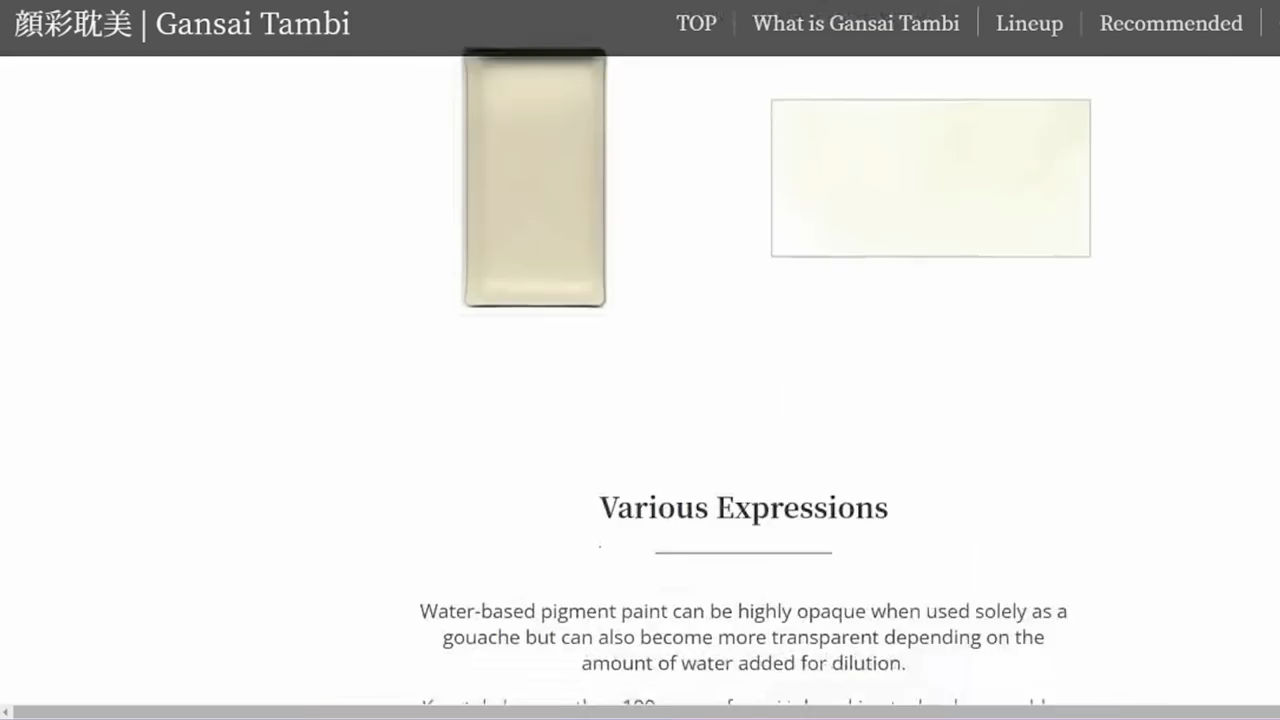 顔彩耽美 | Gansai Tambi
TOP
What is Gansai Tambi
Lineup
Recommended
Various Expressions
Water-based pigment paint can be highly opaque when used solely as a
gouache but can also become more transparent depending on the
amount of water added for dilution.